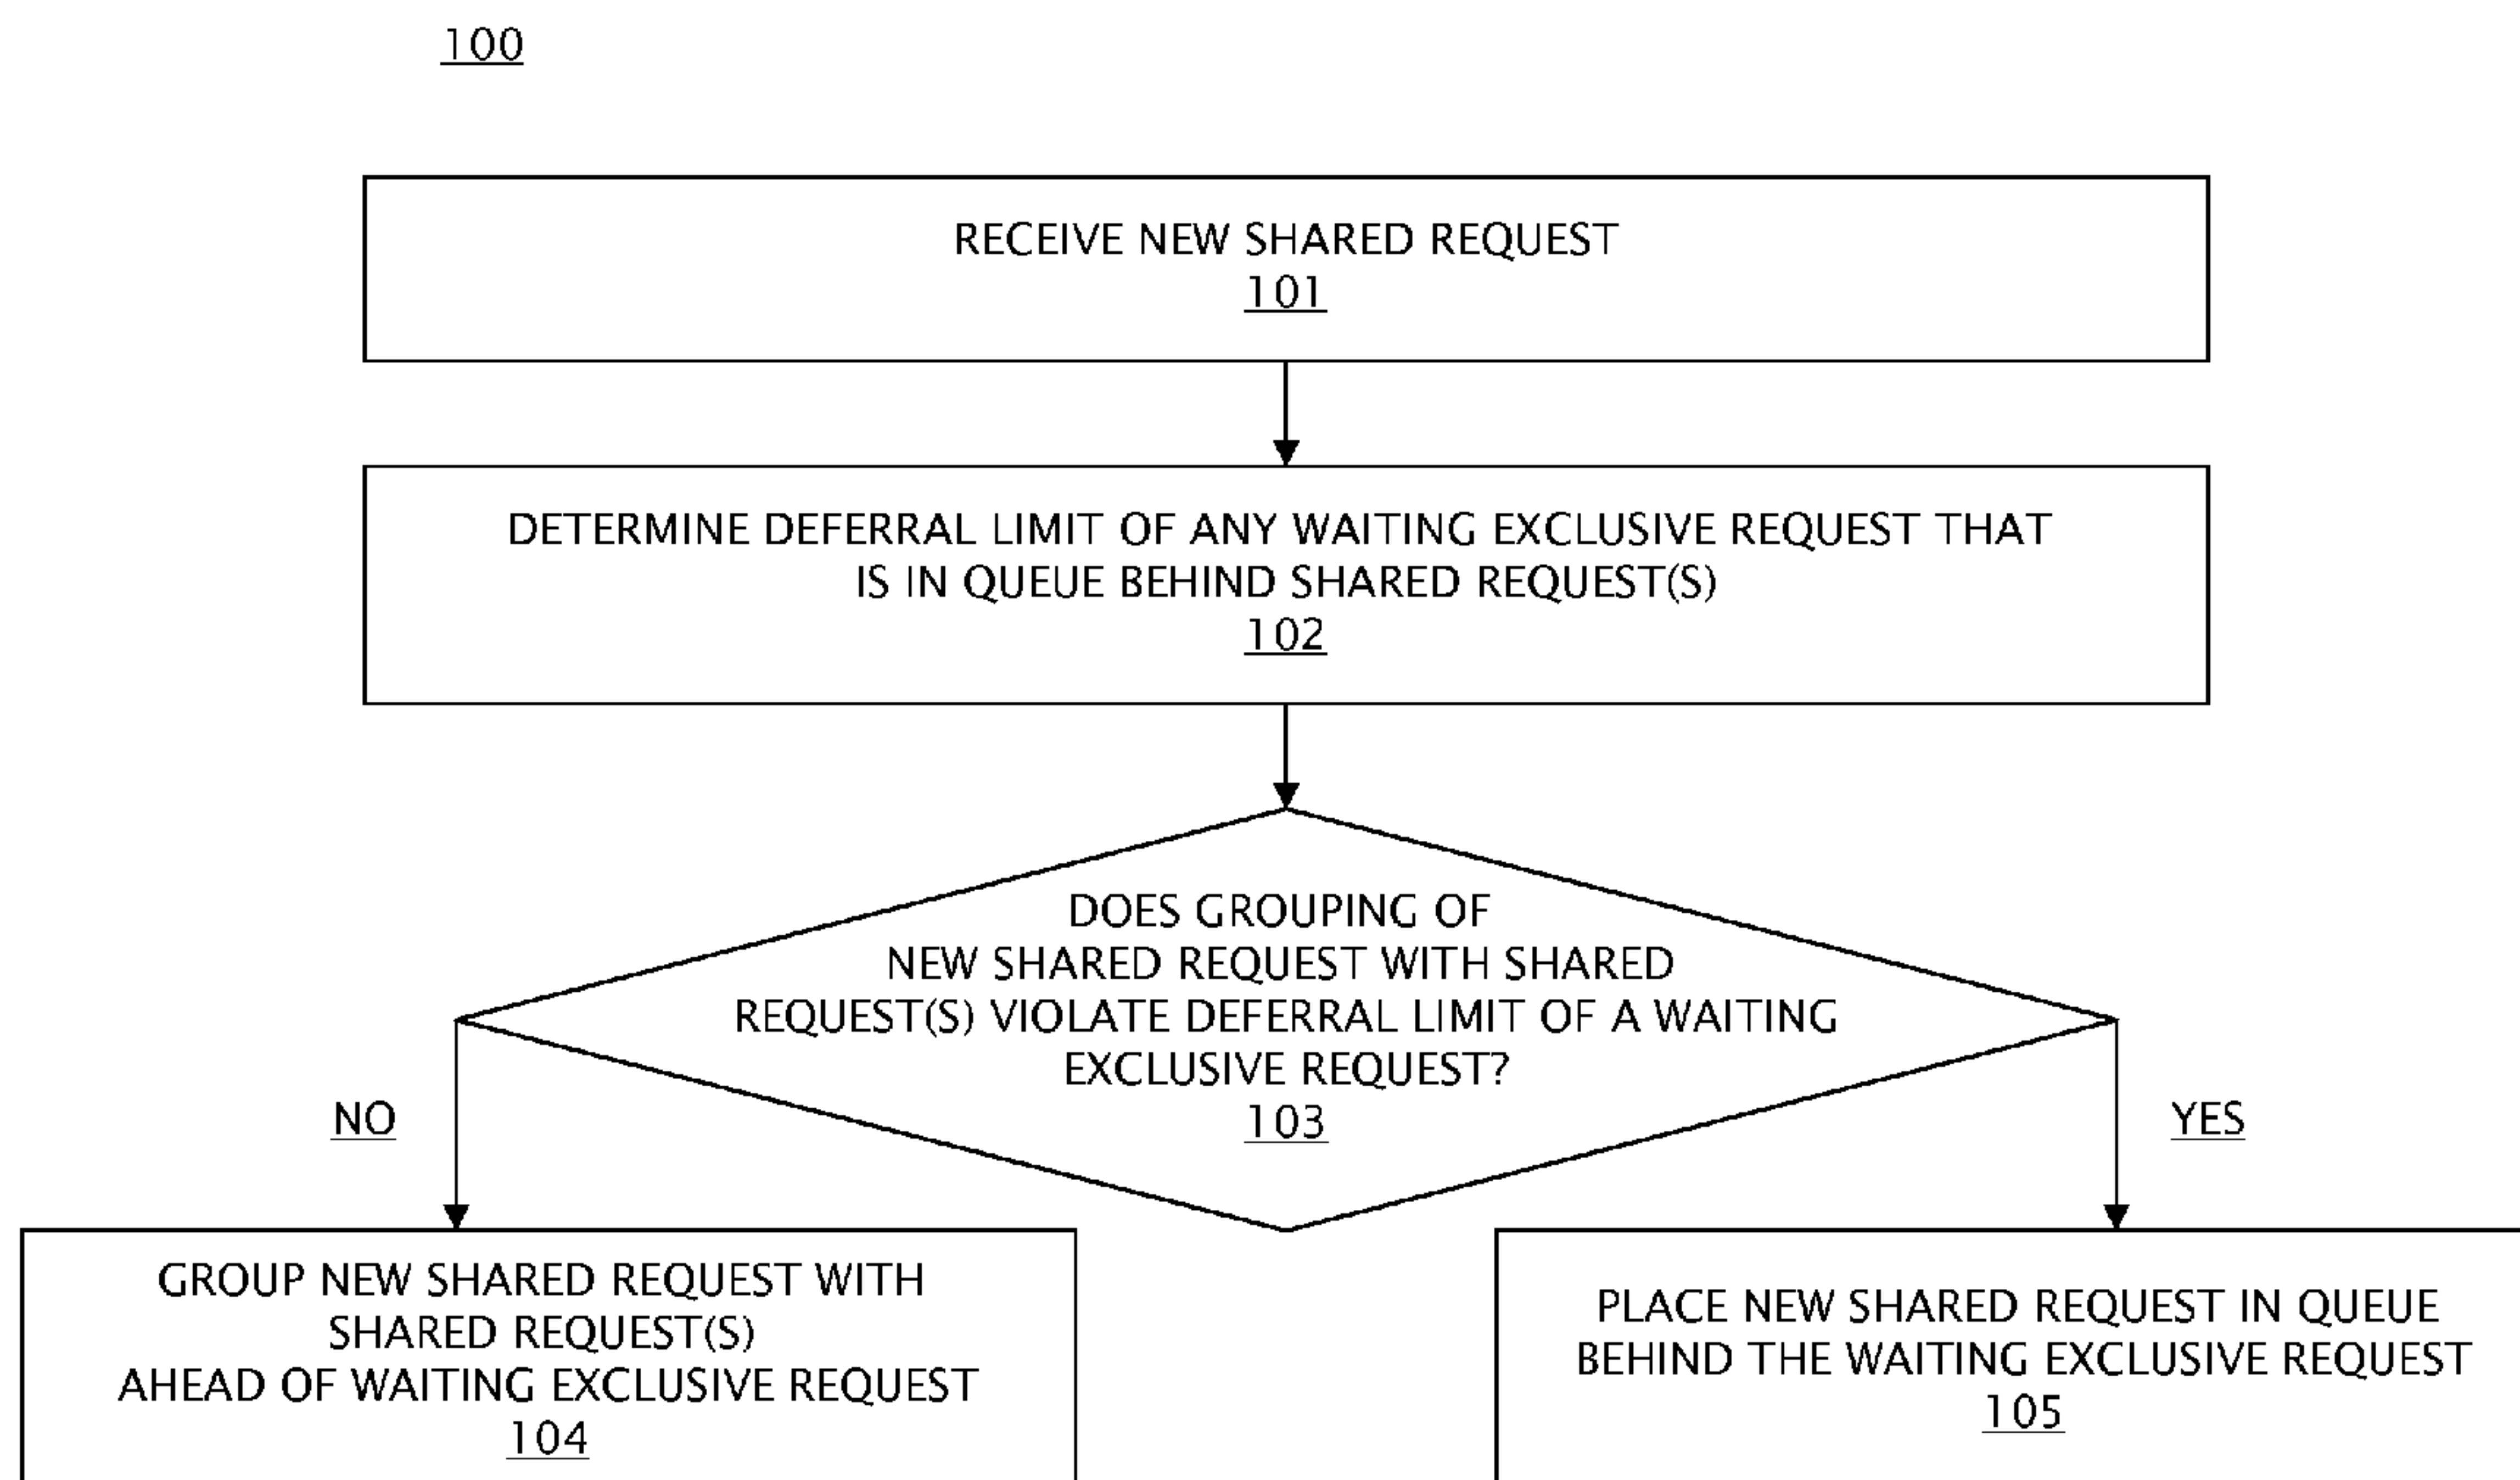 100
RECEIVE NEW SHARED REQUEST
101
DETERMINE DEFERRAL LIMIT OF ANY WAITING EXCLUSIVE REQUEST THAT
IS IN QUEUE BEHIND SHARED REQUEST(S)
102
DOES GROUPING OF
NEW SHARED REQUEST WITH SHARED
REQUEST(S) VIOLATE DEFERRAL LIMIT OF A WAITING
EXCLUSIVE REQUEST?
103
NO
YES
GROUP NEW SHARED REQUEST WITH
SHARED REQUEST(S)
AHEAD OF WAITING EXCLUSIVE REQUEST
104
PLACE NEW SHARED REQUEST IN QUEUE
BEHIND THE WAITING EXCLUSIVE REQUEST
105